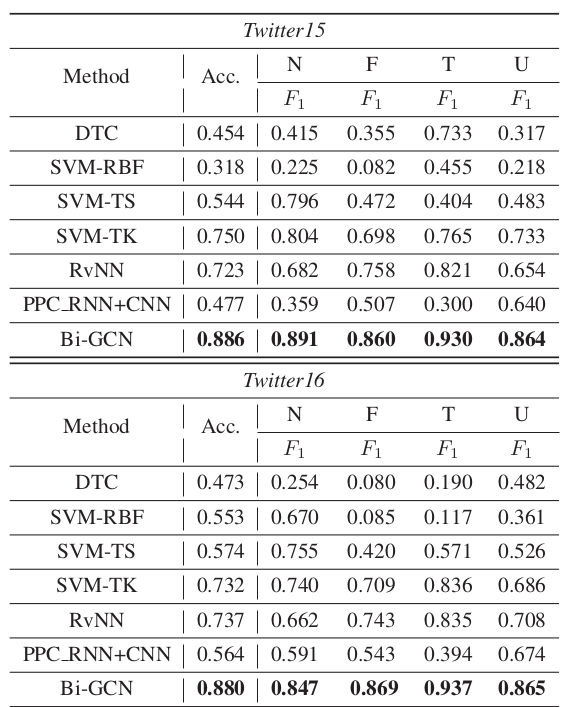 Twitter15
Method Acc. N F T U
F1 F1 F1 F1
DTC 0.454 0.415 0.355 0.733 0.317
SVM-RBF 0.318 0.225 0.082 0.455 0.218
SVM-TS 0.544 0.796 0.472 0.404 0.483
SVM-TK 0.750 0.804 0.698 0.765 0.733
RvNN 0.723 0.682 0.758 0.821 0.654
PPC_RNN+CNN 0.477 0.359 0.507 0.300 0.640
Bi-GCN 0.886 0.891 0.860 0.930 0.864
Twitter16
Method Acc. N F T U
F1 F1 F1 F1
DTC 0.473 0.254 0.080 0.190 0.482
SVM-RBF 0.553 0.670 0.085 0.117 0.361
SVM-TS 0.574 0.755 0.420 0.571 0.526
SVM-TK 0.732 0.740 0.709 0.836 0.686
RvNN 0.737 0.662 0.743 0.835 0.708
PPC_RNN+CNN 0.564 0.591 0.543 0.394 0.674
Bi-GCN 0.880 0.847 0.869 0.937 0.865